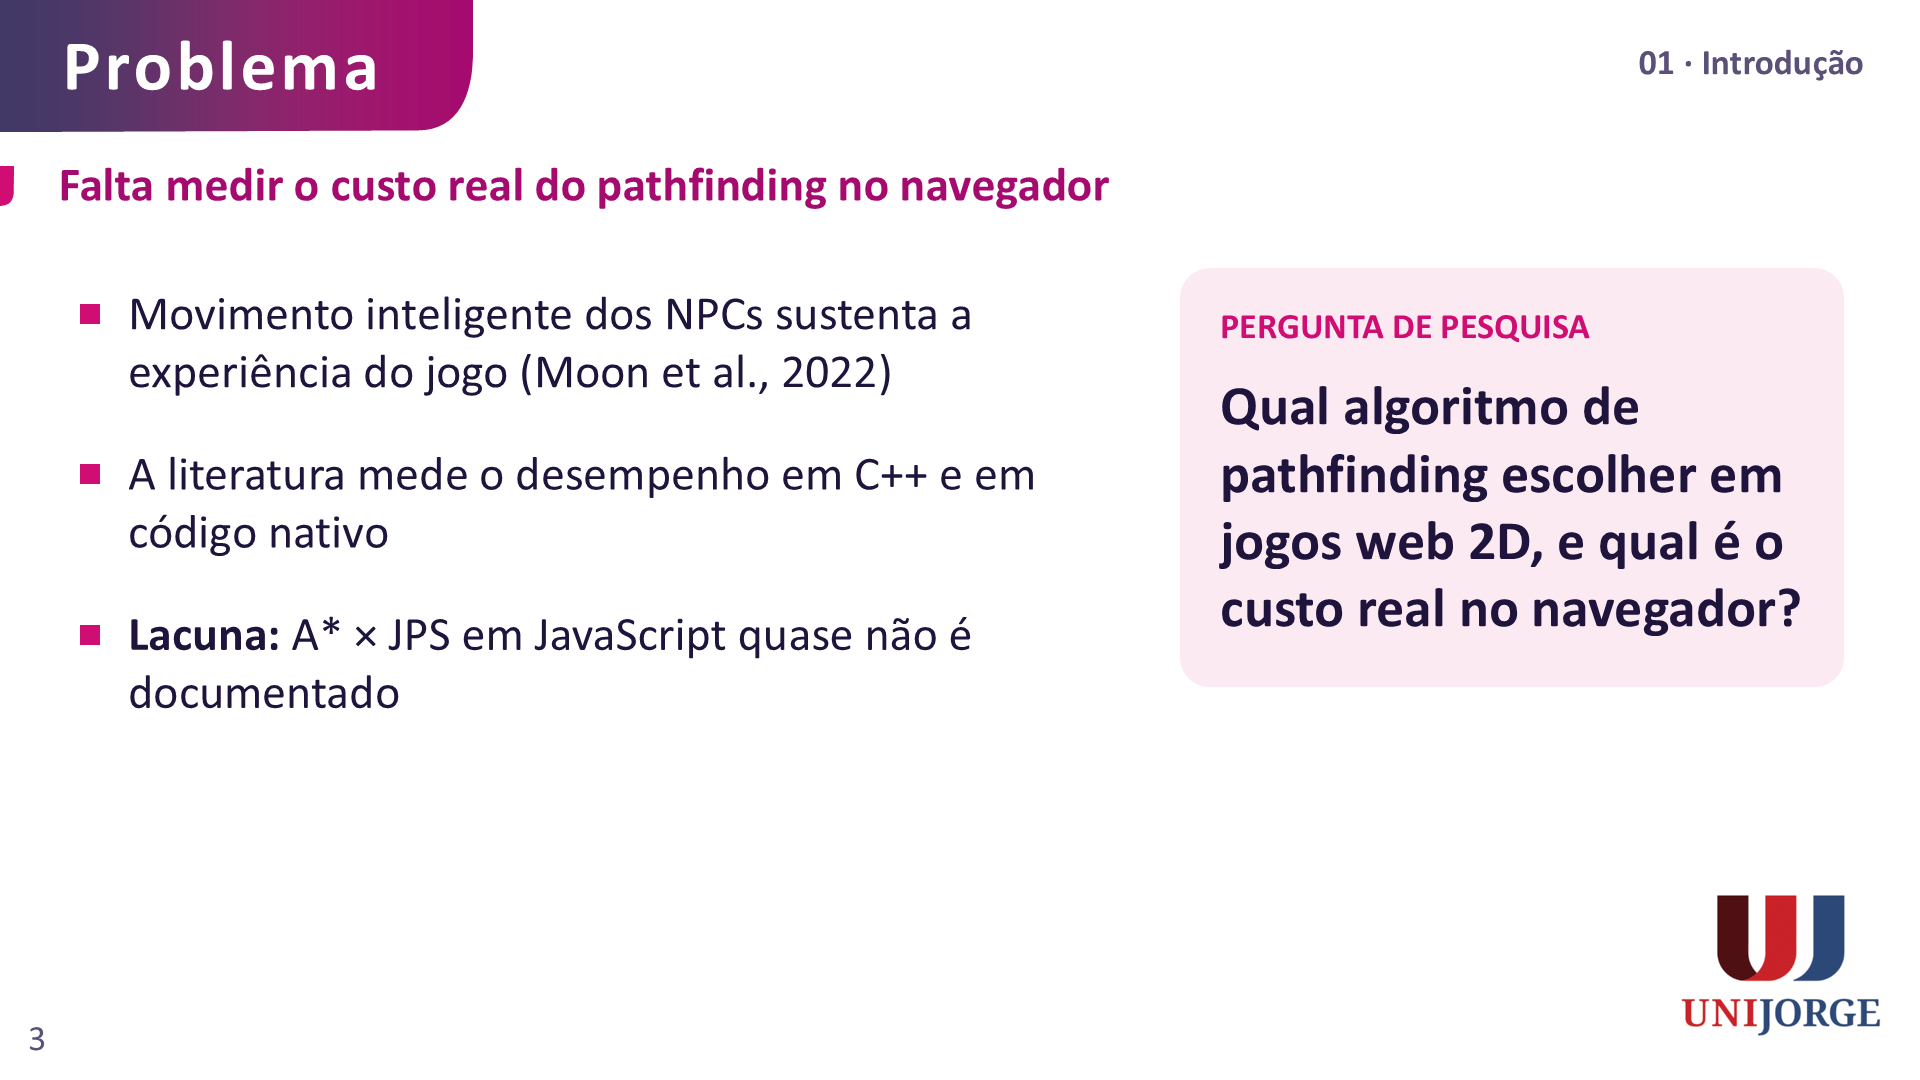 Problema
01 · Introdução
Falta medir o custo real do pathfinding no navegador
Movimento inteligente dos NPCs sustenta a
experiência do jogo (Moon et al., 2022)
A literatura mede o desempenho em C++ e em
código nativo
Lacuna: A* × JPS em JavaScript quase não é
documentado
PERGUNTA DE PESQUISA
Qual algoritmo de
pathfinding escolher em
jogos web 2D, e qual é o
custo real no navegador?
UNIJORGE
3